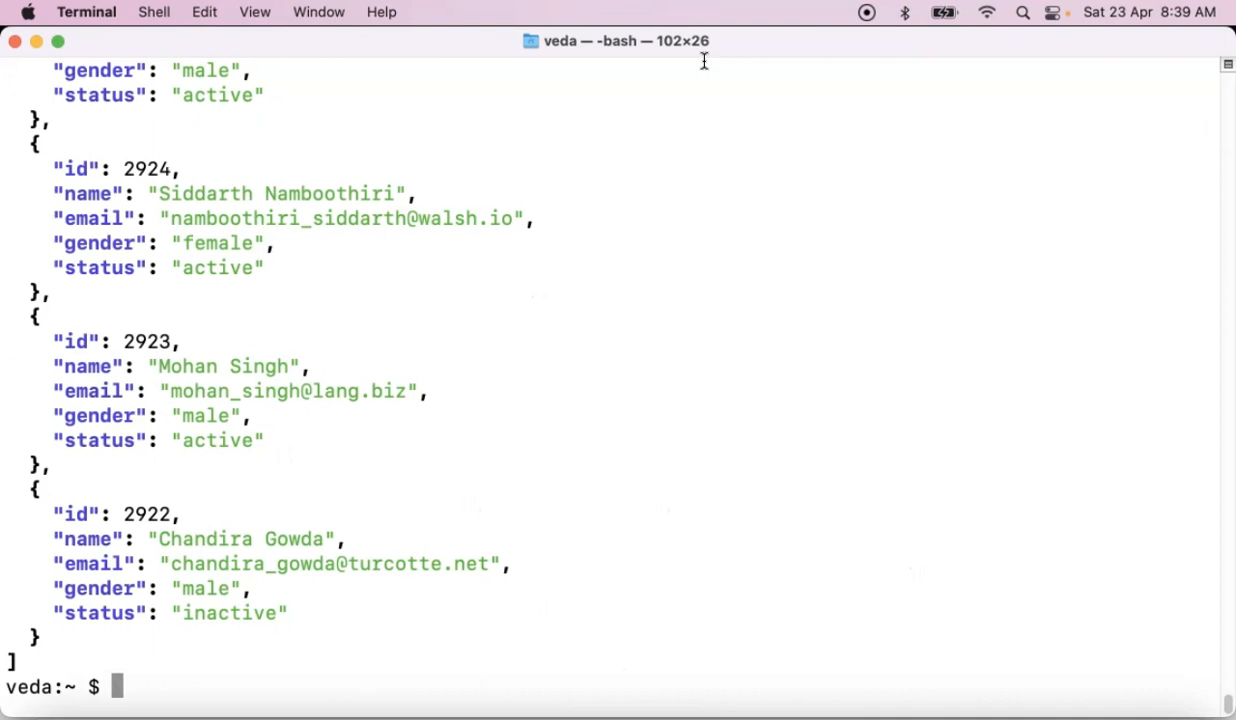 Terminal Shell Edit View Window Help Sat 23 Apr 8:39 AM
veda — -bash — 102×26
"gender": "male",
"status": "active"
},
{
"id": 2924,
"name": "Siddarth Namboothiri",
"email": "namboothiri_siddarth@walsh.io",
"gender": "female",
"status": "active"
},
{
"id": 2923,
"name": "Mohan Singh",
"email": "mohan_singh@lang.biz",
"gender": "male",
"status": "active"
},
{
"id": 2922,
"name": "Chandira Gowda",
"email": "chandira_gowda@turcotte.net",
"gender": "male",
"status": "inactive"
}
]
veda:~ $